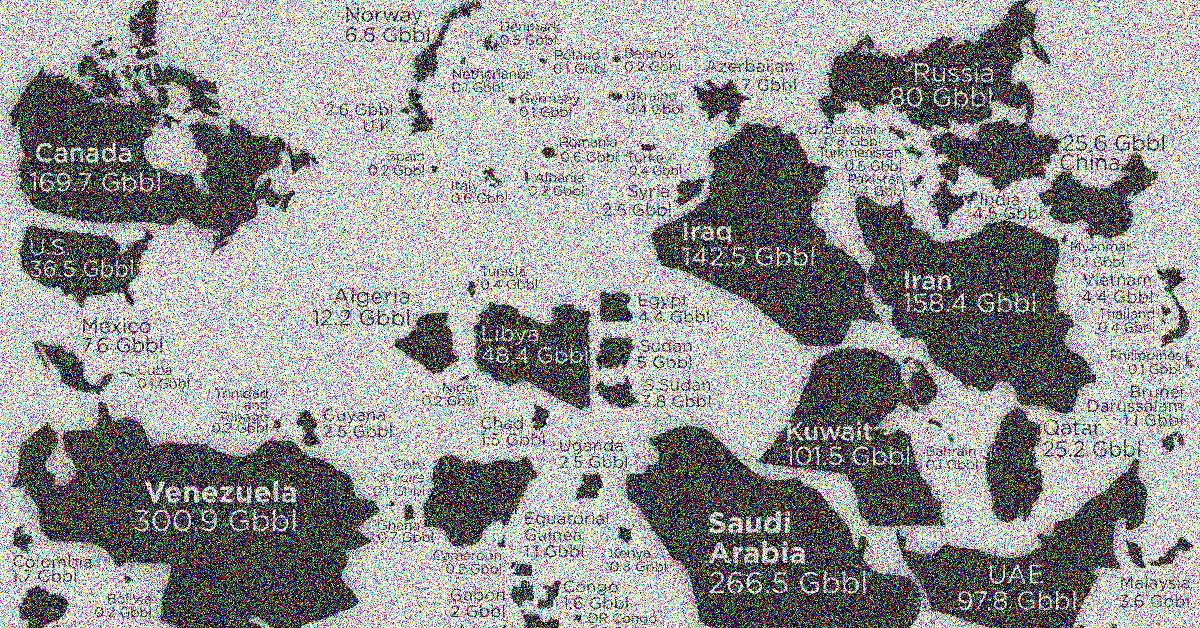 Norway
6.8 Gbbl
Denmark
0.5 Gbbl
Poland
0.1 Gbbl
Belarus
0.2 Gbbl
Netherlands
0.1 Gbbl
Germany
0.1 Gbbl
Ukraine
0.4 Gbbl
Azerbaijan
7 Gbbl
Russia
80 Gbbl
2.6 Gbbl
U.K.
Canada
169.7 Gbbl
Spain
0.2 Gbbl
Italy
0.6 Gbbl
Romania
0.6 Gbbl
Albania
0.2 Gbbl
0.4 Gbbl
Syria
2.5 Gbbl
Uzbekistan
0.6 Gbbl
Turkmenistan
0.6 Gbbl
25.6 Gbbl
China
India
Iraq
142.5 Gbbl
Iran
158.4 Gbbl
U.S.
36.5 Gbbl
Myanmar
0.1 Gbbl
Vietnam
4.4 Gbbl
Thailand
0.4 Gbbl
Philippines
0.1 Gbbl
Mexico
7.6 Gbbl
Cuba
0.1 Gbbl
Tunisia
0.4 Gbbl
Algeria
12.2 Gbbl
Libya
48.4 Gbbl
Egypt
4.4 Gbbl
Sudan
5 Gbbl
S.Sudan
3.8 Gbbl
Niger
0.2 Gbbl
Chad
1.5 Gbbl
Trinidad
and
Tobago
0.2 Gbbl
Guyana
2.5 Gbbl
Brunei
Darussalam
1.1 Gbbl
Kuwait
101.5 Gbbl
Bahrain
0.1 Gbbl
Qatar
25.2 Gbbl
Uganda
2.5 Gbbl
Venezuela
300.9 Gbbl
Ghana
0.7 Gbbl
Equatorial
Guinea
1.1 Gbbl
Cameroon
Kenya
0.3 Gbbl
Saudi
Arabia
266.5 Gbbl
UAE
97.8 Gbbl
Colombia
1.7 Gbbl
Bolivia
0.2 Gbbl
Gabon
2 Gbbl
Congo
1.6 Gbbl
DR Congo
Malaysia
3.6 Gbbl